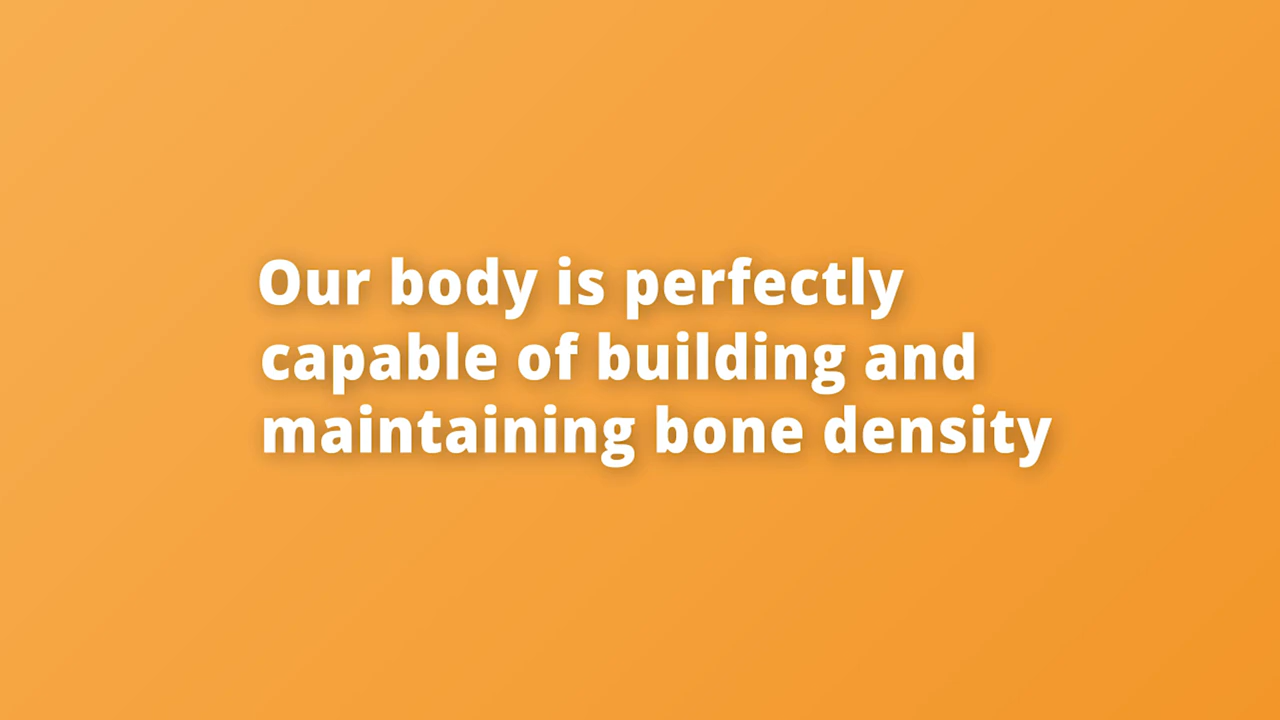 Our body is perfectly
capable of building and
maintaining bone density